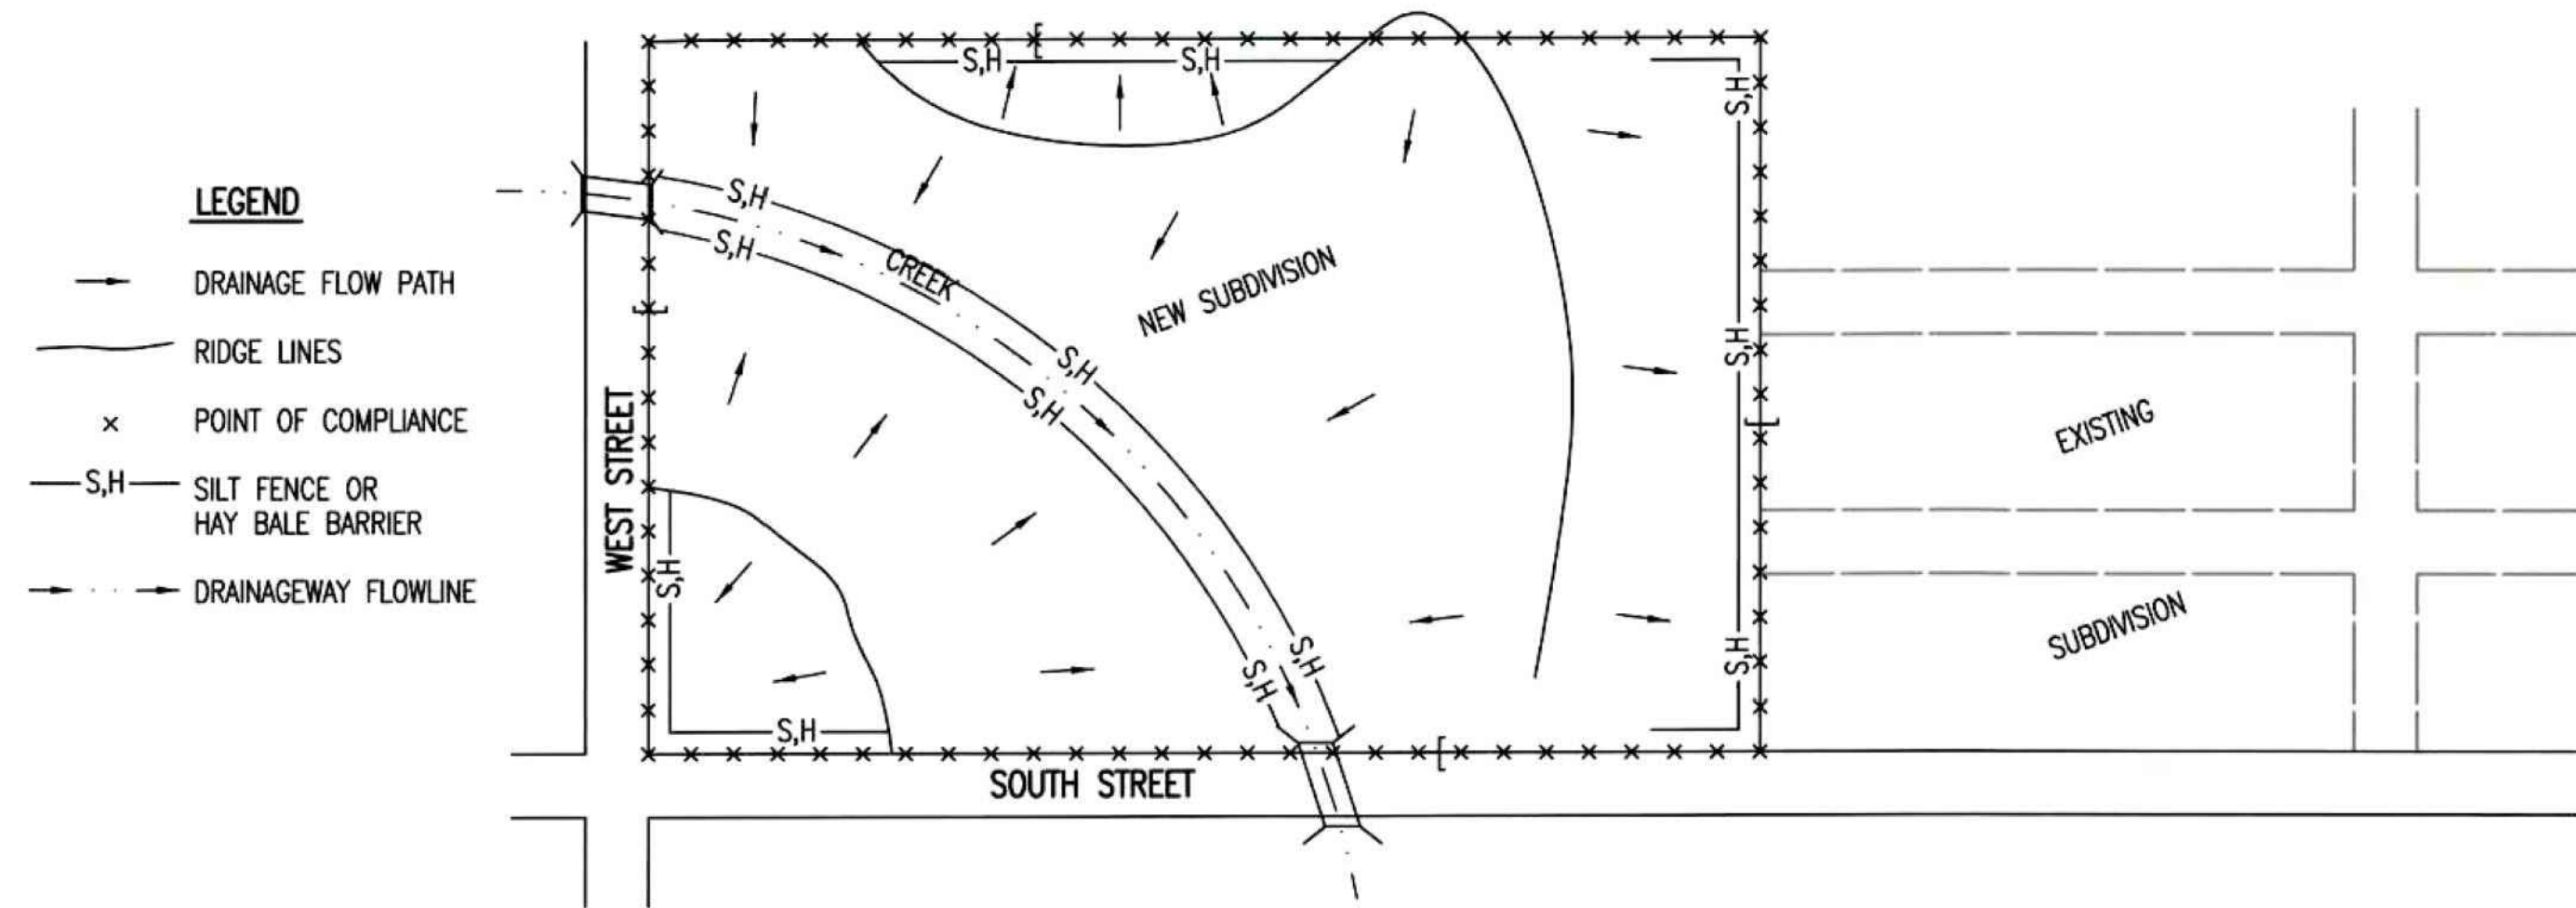 LEGEND
DRAINAGE FLOW PATH
RIDGE LINES
× POINT OF COMPLIANCE
S,H SILT FENCE OR
HAY BALE BARRIER
DRAINAGEWAY FLOWLINE
S,H
S,H
S,H
S,H
S,H
CREEK
NEW SUBDIVISION
S,H
S,H
S,H
S,H
WEST STREET
EXISTING
S,H
S,H
S,H
S,H
SUBDIVISION
S,H
SOUTH STREET